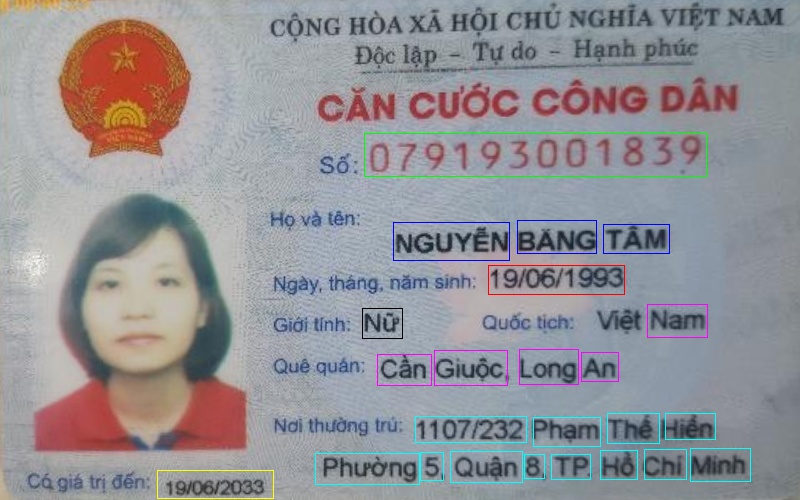 CỘNG HÒA XÃ HỘI CHỦ NGHĨA VIỆT NAM
Độc lập - Tự do - Hạnh phúc
CĂN CƯỚC CÔNG DÂN
Số: 079193001839
Họ và tên:
NGUYỄN BĂNG TÂM
Ngày, tháng, năm sinh: 19/06/1993
Giới tính: Nữ Quốc tịch: Việt Nam
Quê quán: Cần Giuộc, Long An
Nơi thường trú: 1107/232 Phạm Thế Hiển
Phường 5, Quận 8, TP. Hồ Chí Minh
Có giá trị đến: 19/06/2033